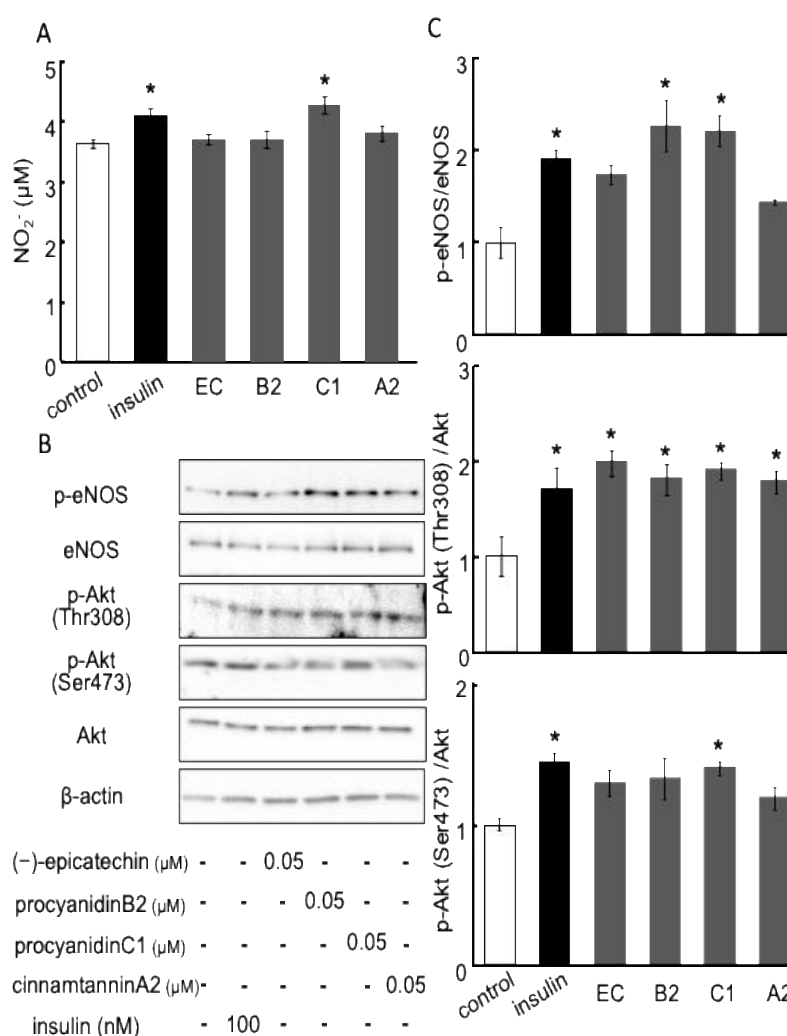 A
5
4
3
2
1
0
NO₂⁻ (µM)
*
*
control
insulin
EC
B2
C1
A2
B
p-eNOS
eNOS
p-Akt
(Thr308)
p-Akt
(Ser473)
Akt
β-actin
(−)-epicatechin (µM) - - 0.05 - - -
procyanidinB2 (µM) - - - 0.05 - -
procyanidinC1 (µM) - - - - 0.05 -
cinnamtanninA2 (µM) - - - - - 0.05
insulin (nM) - 100 - - - -
C
3
2
1
0
p-eNOS/eNOS
*
*
*
3
2
1
0
p-Akt (Thr308) /Akt
*
*
*
*
*
2
1
0
p-Akt (Ser473) /Akt
*
*
control
insulin
EC
B2
C1
A2